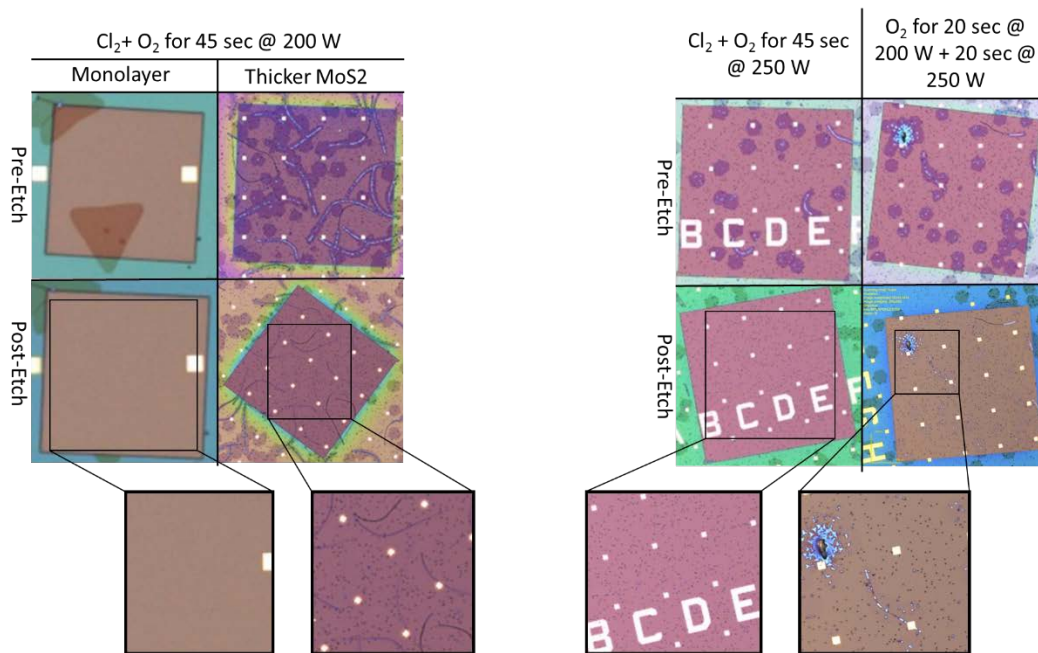 Cl₂+ O₂ for 45 sec @ 200 W
Monolayer
Thicker MoS2
Pre-Etch
Post-Etch
Cl₂ + O₂ for 45 sec
@ 250 W
O₂ for 20 sec @
200 W + 20 sec @
250 W
Pre-Etch
Post-Etch
B C D E F
B C D E F
B C D E